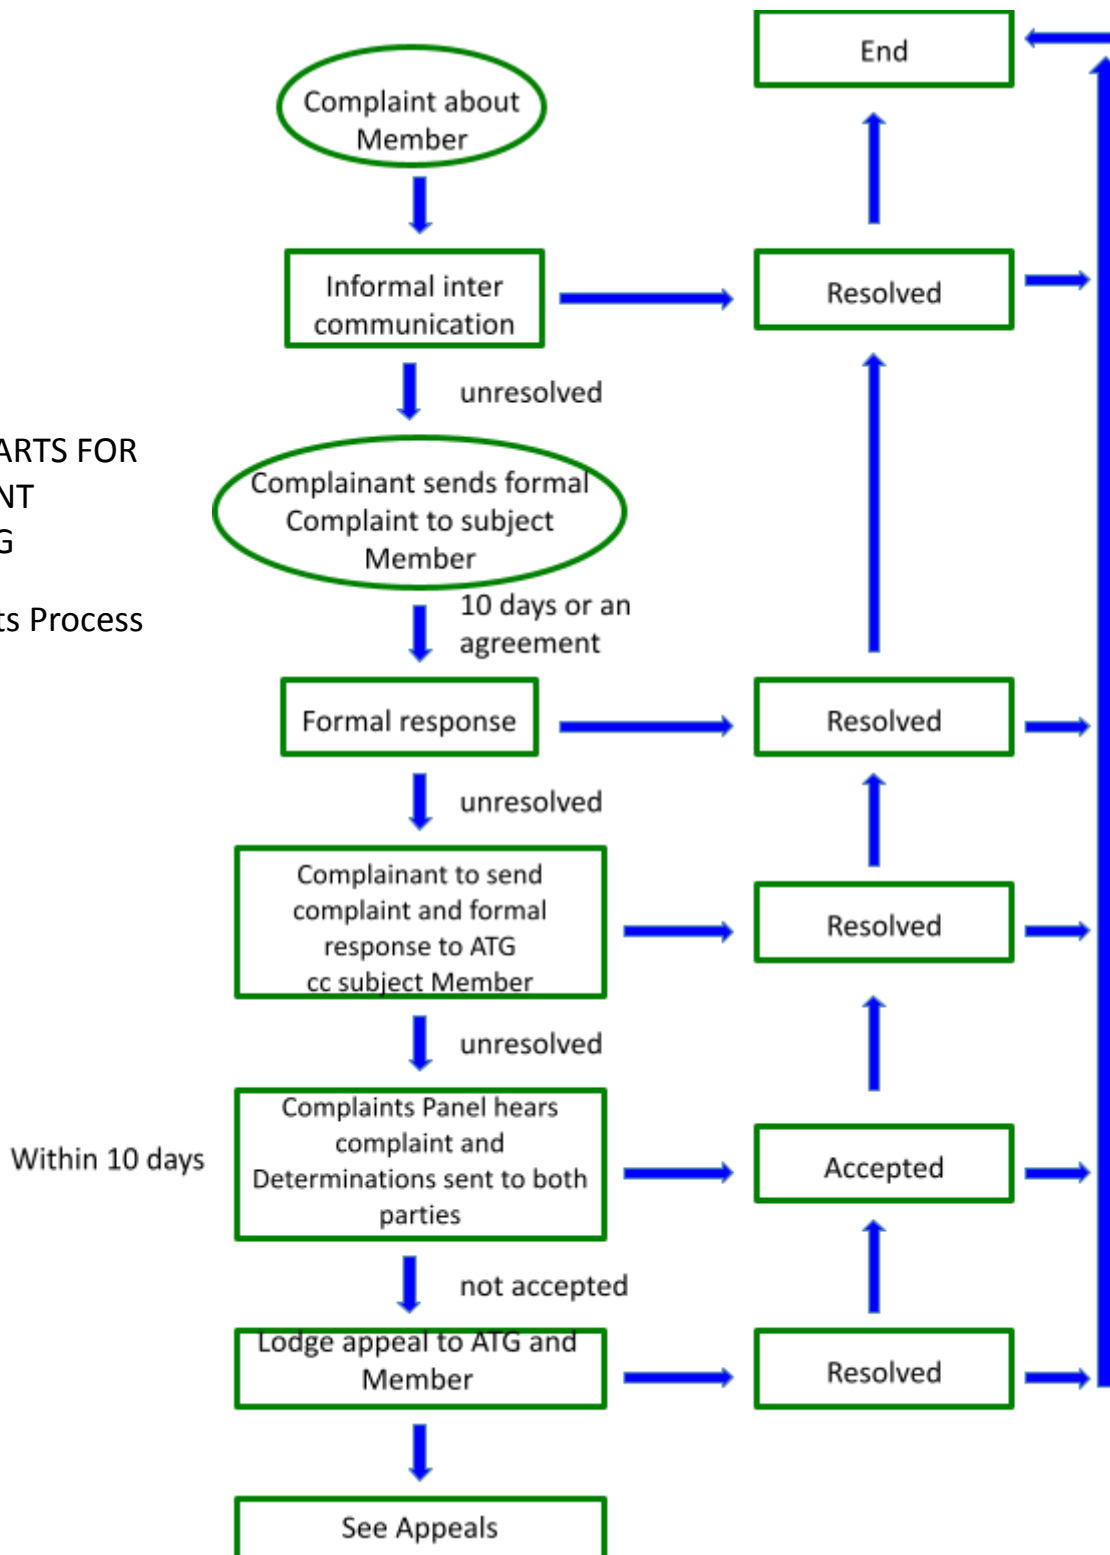 End
Complaint about
Member
Informal inter
communication
Resolved
unresolved
ARTS FOR
NT
G
ts Process
Complainant sends formal
Complaint to subject
Member
10 days or an
agreement
Formal response
Resolved
unresolved
Complainant to send
complaint and formal
response to ATG
cc subject Member
Resolved
unresolved
Within 10 days
Complaints Panel hears
complaint and
Determinations sent to both
parties
Accepted
not accepted
Lodge appeal to ATG and
Member
Resolved
See Appeals